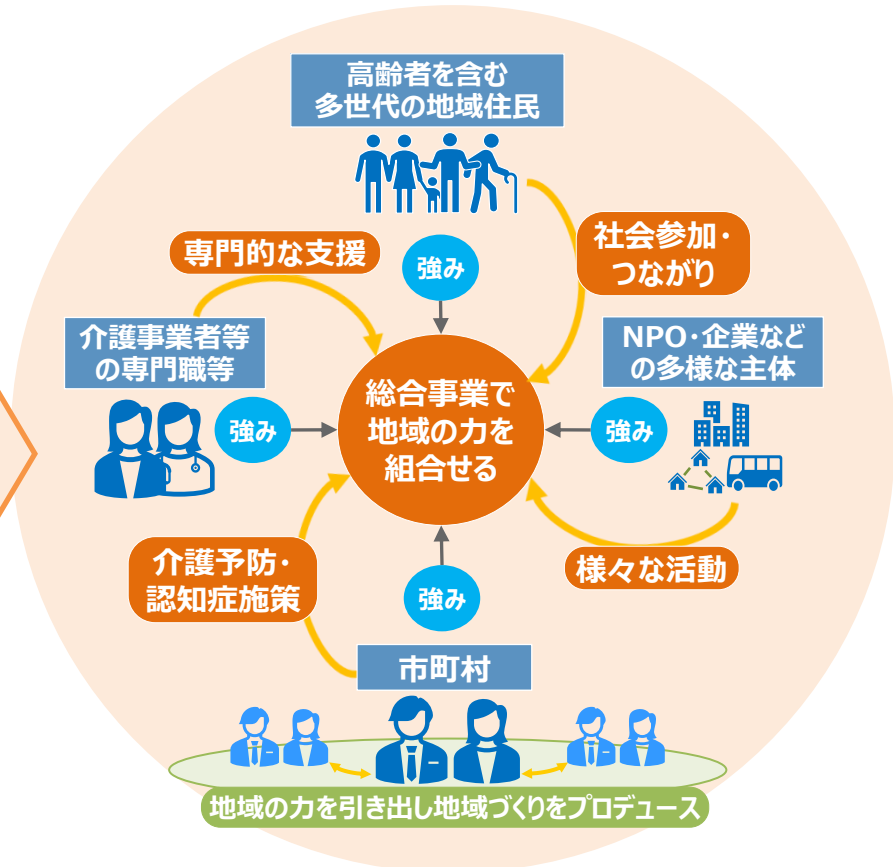 高齢者を含む
多世代の地域住民
専門的な支援
強み
社会参加・
つながり
介護事業者等
の専門職等
NPO・企業など
の多様な主体
強み
総合事業で
地域の力を
組合せる
強み
介護予防・
認知症施策
強み
様々な活動
市町村
地域の力を引き出し地域づくりをプロデュース